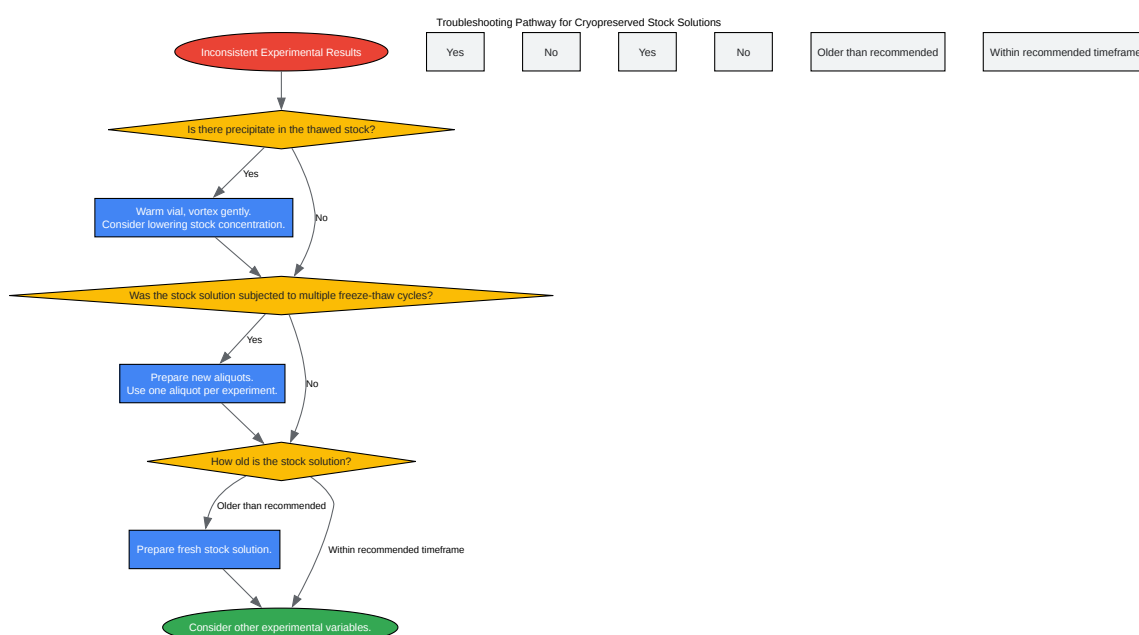 Troubleshooting Pathway for Cryopreserved Stock Solutions
Inconsistent Experimental Results
Yes
No
Yes
No
Older than recommended
Within recommended timeframe
Is there precipitate in the thawed stock?
Yes
No
Warm vial, vortex gently.
Consider lowering stock concentration.
Was the stock solution subjected to multiple freeze-thaw cycles?
Yes
No
Prepare new aliquots.
Use one aliquot per experiment.
How old is the stock solution?
Older than recommended
Within recommended timeframe
Prepare fresh stock solution.
Consider other experimental variables.